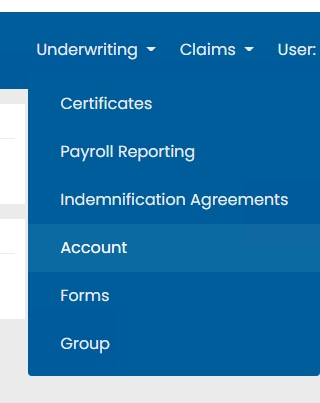 Underwriting Claims User:
Certificates
Payroll Reporting
Indemnification Agreements
Account
Forms
Group